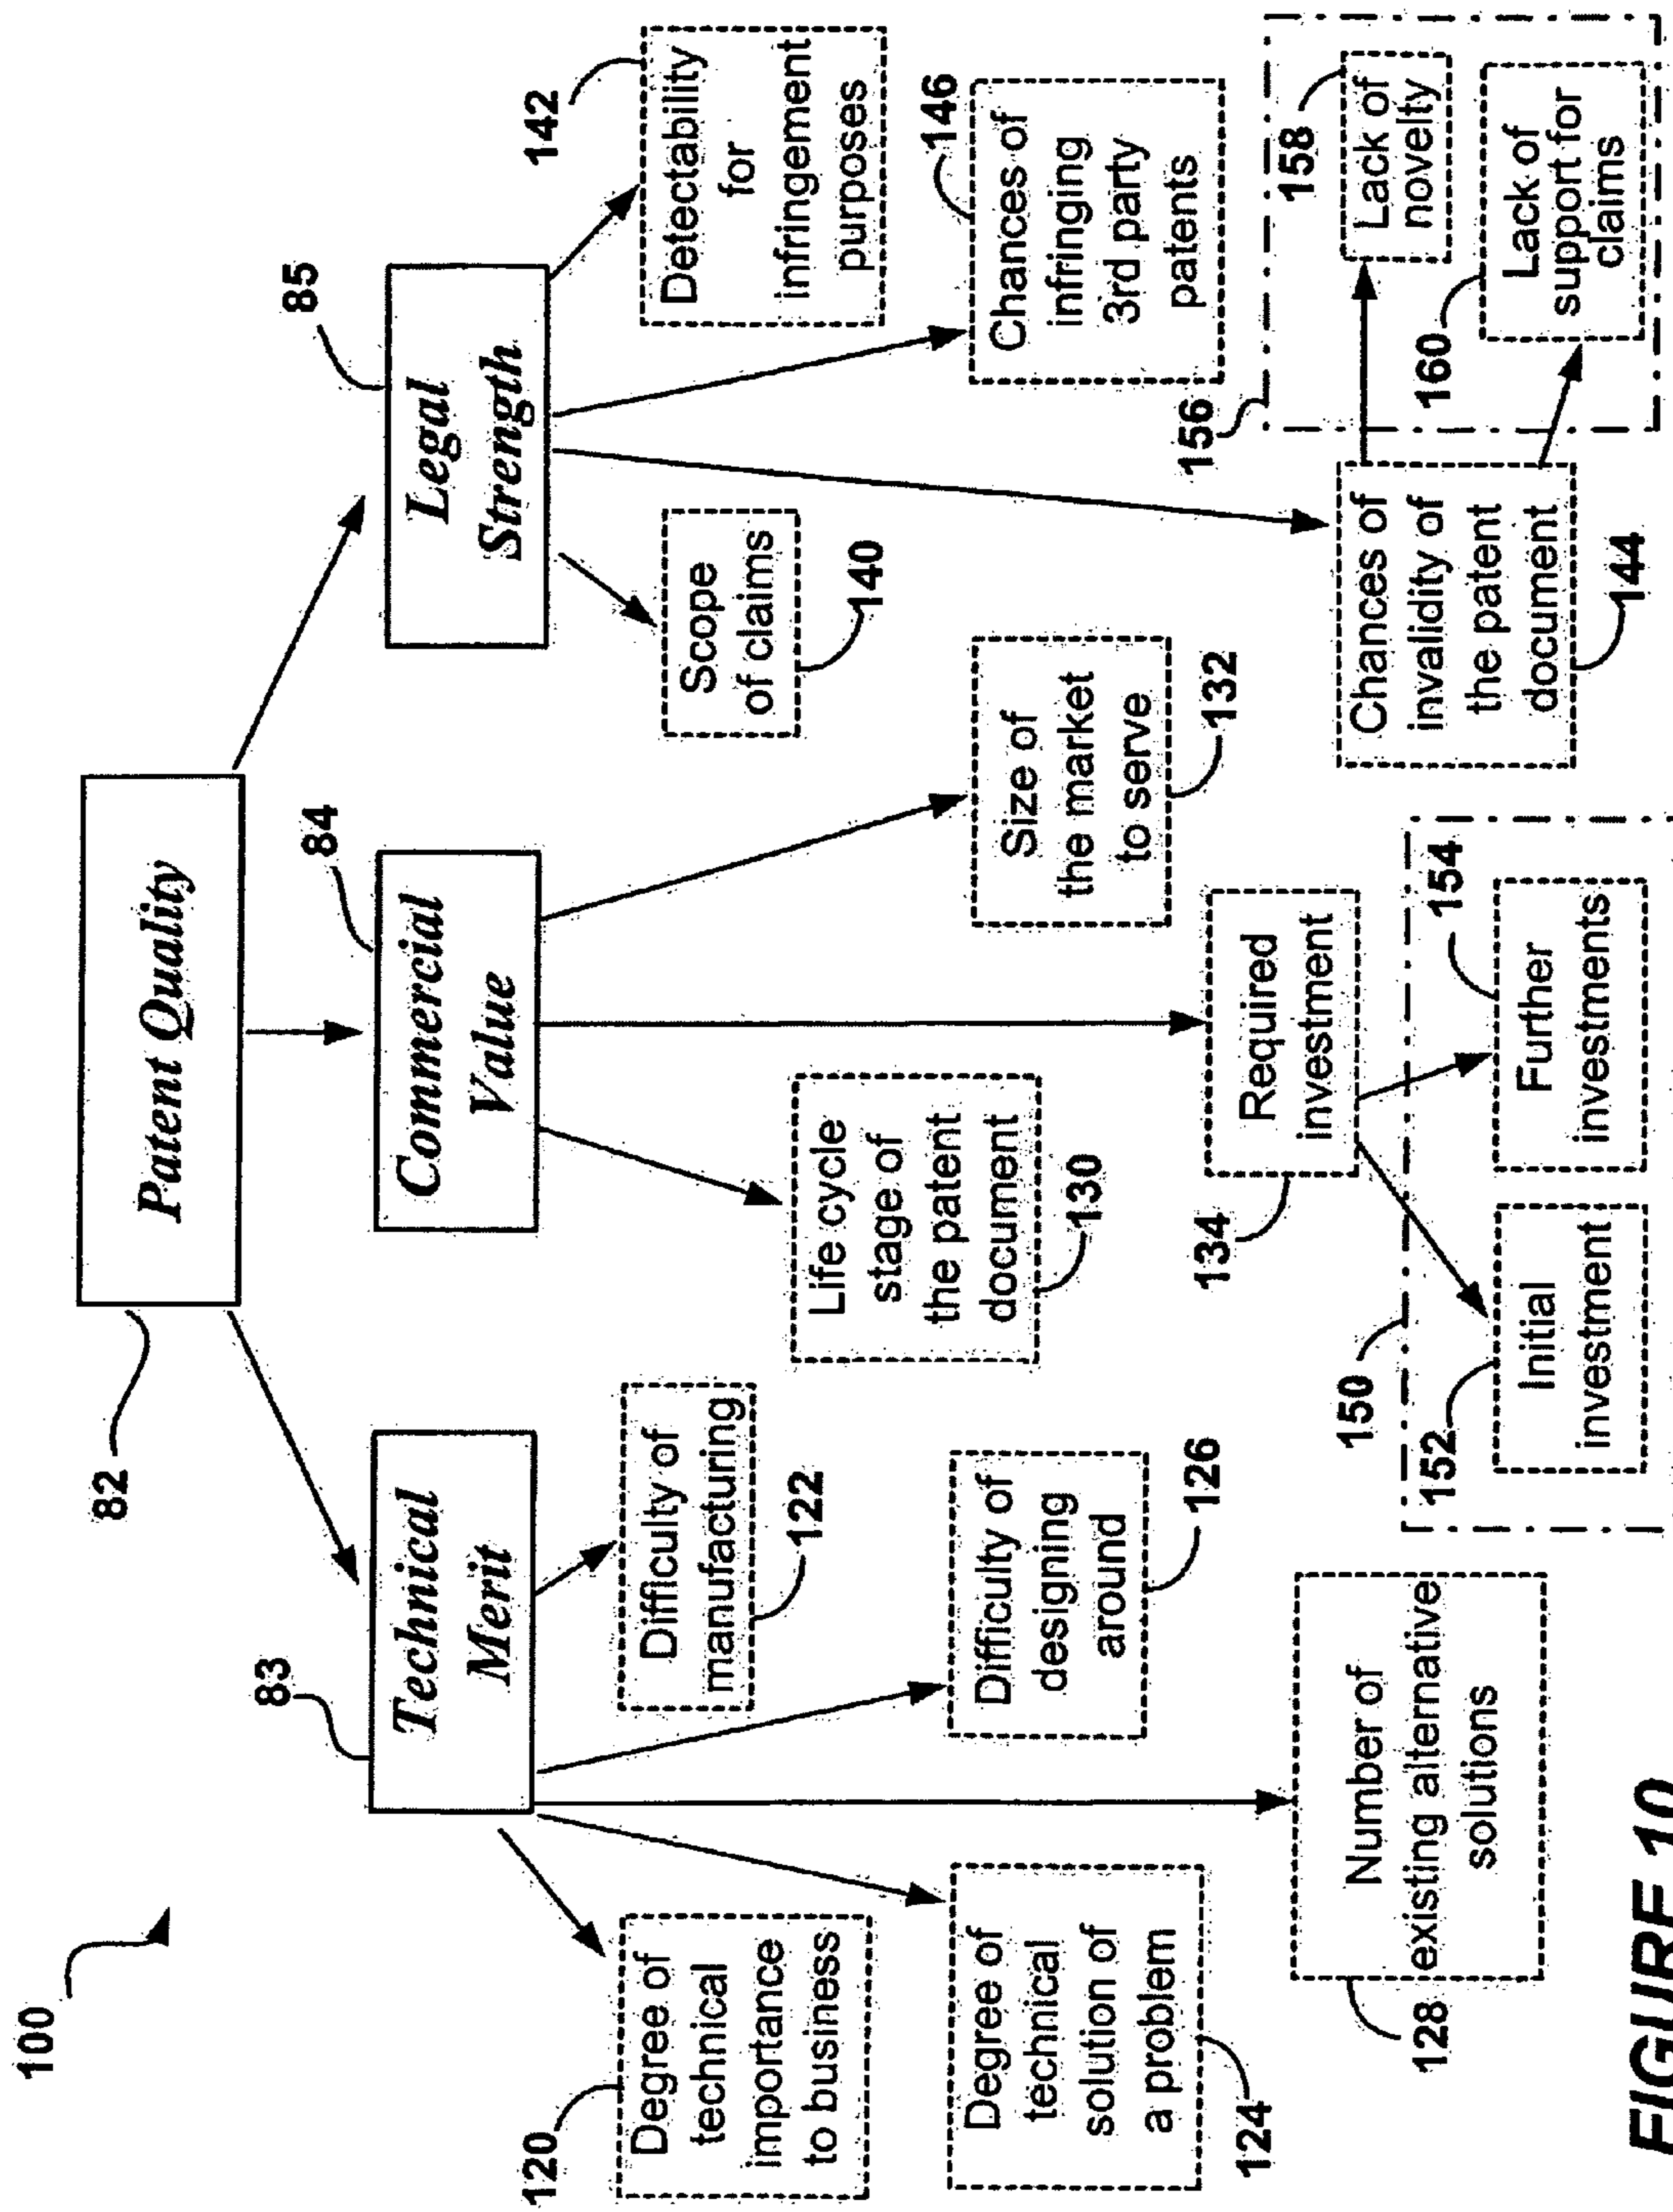 100
82
Patent Quality
83
Technical
Merit
84
Commercial
Value
85
Legal
Strength
120
Degree of
technical
importance
to business
Difficulty of
manufacturing
122
Degree of
technical
solution of
a problem
124
Difficulty of
designing
around
126
Number of
existing alternative
solutions
128
Life cycle
stage of
the patent
document
130
Size of
the market
to serve
132
134
Required
investment
150
152
Initial
investment
154
Further
investments
Scope
of claims
140
142
Detectability
for
infringement
purposes
146
Chances of
infringing
3rd party
patents
Chances of
invalidity of
the patent
document
144
156
158
Lack of
novelty
160
Lack of
support for
claims
FIGURE 10